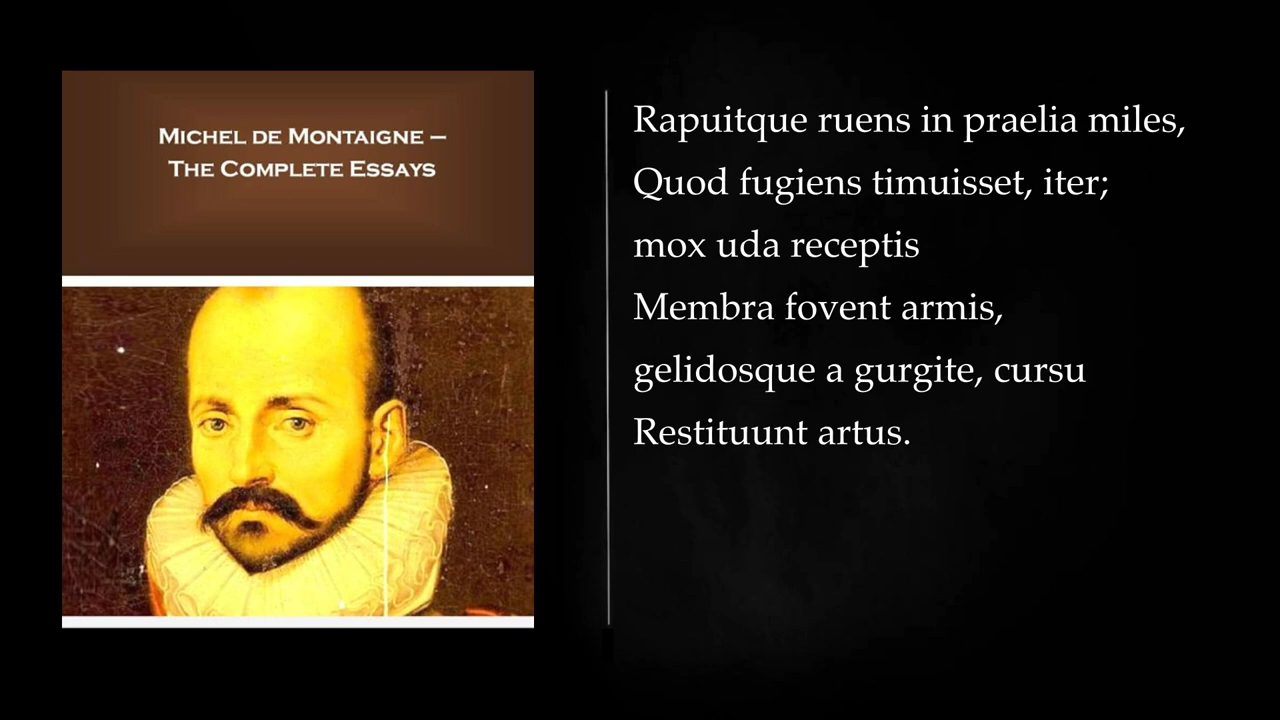 Michel de Montaigne –
The Complete Essays
Rapuitque ruens in praelia miles,
Quod fugiens timuisset, iter;
mox uda receptis
Membra fovent armis,
gelidosque a gurgite, cursu
Restituunt artus.